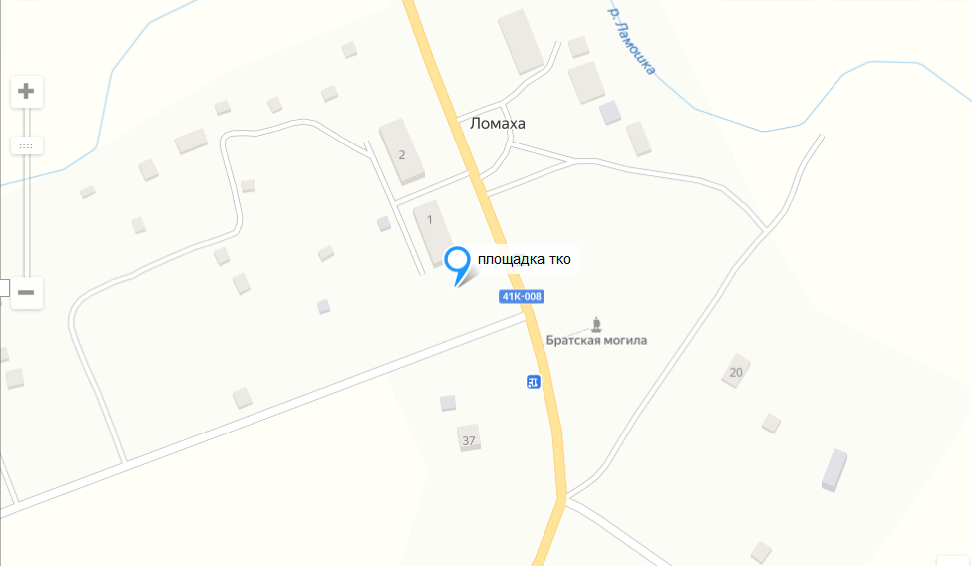 р. Ламошка
Ломаха
2
1
площадка тко
41К-008
Братская могила
20
37